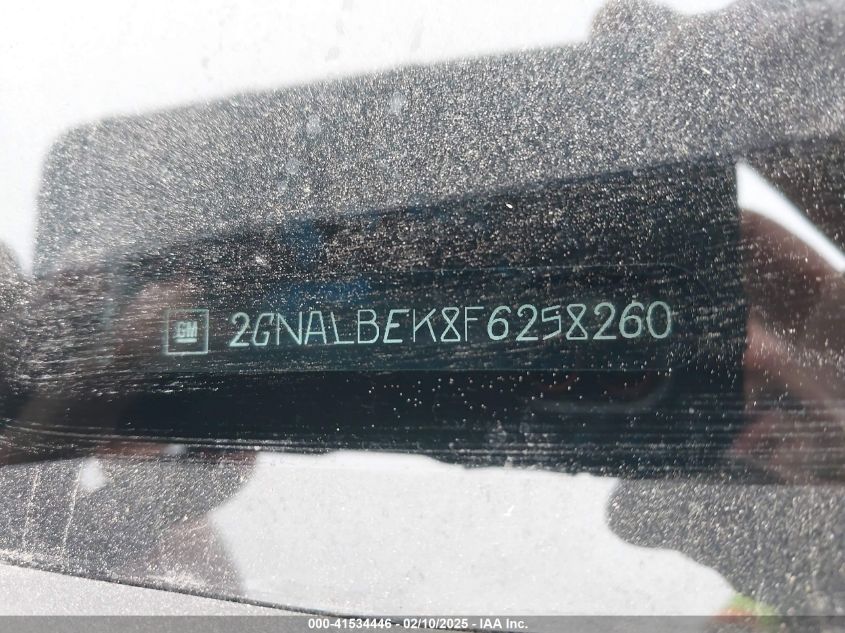 GM 2GNALBEK8F6258260
000-41534446 - 02/10/2025 - IAA Inc.